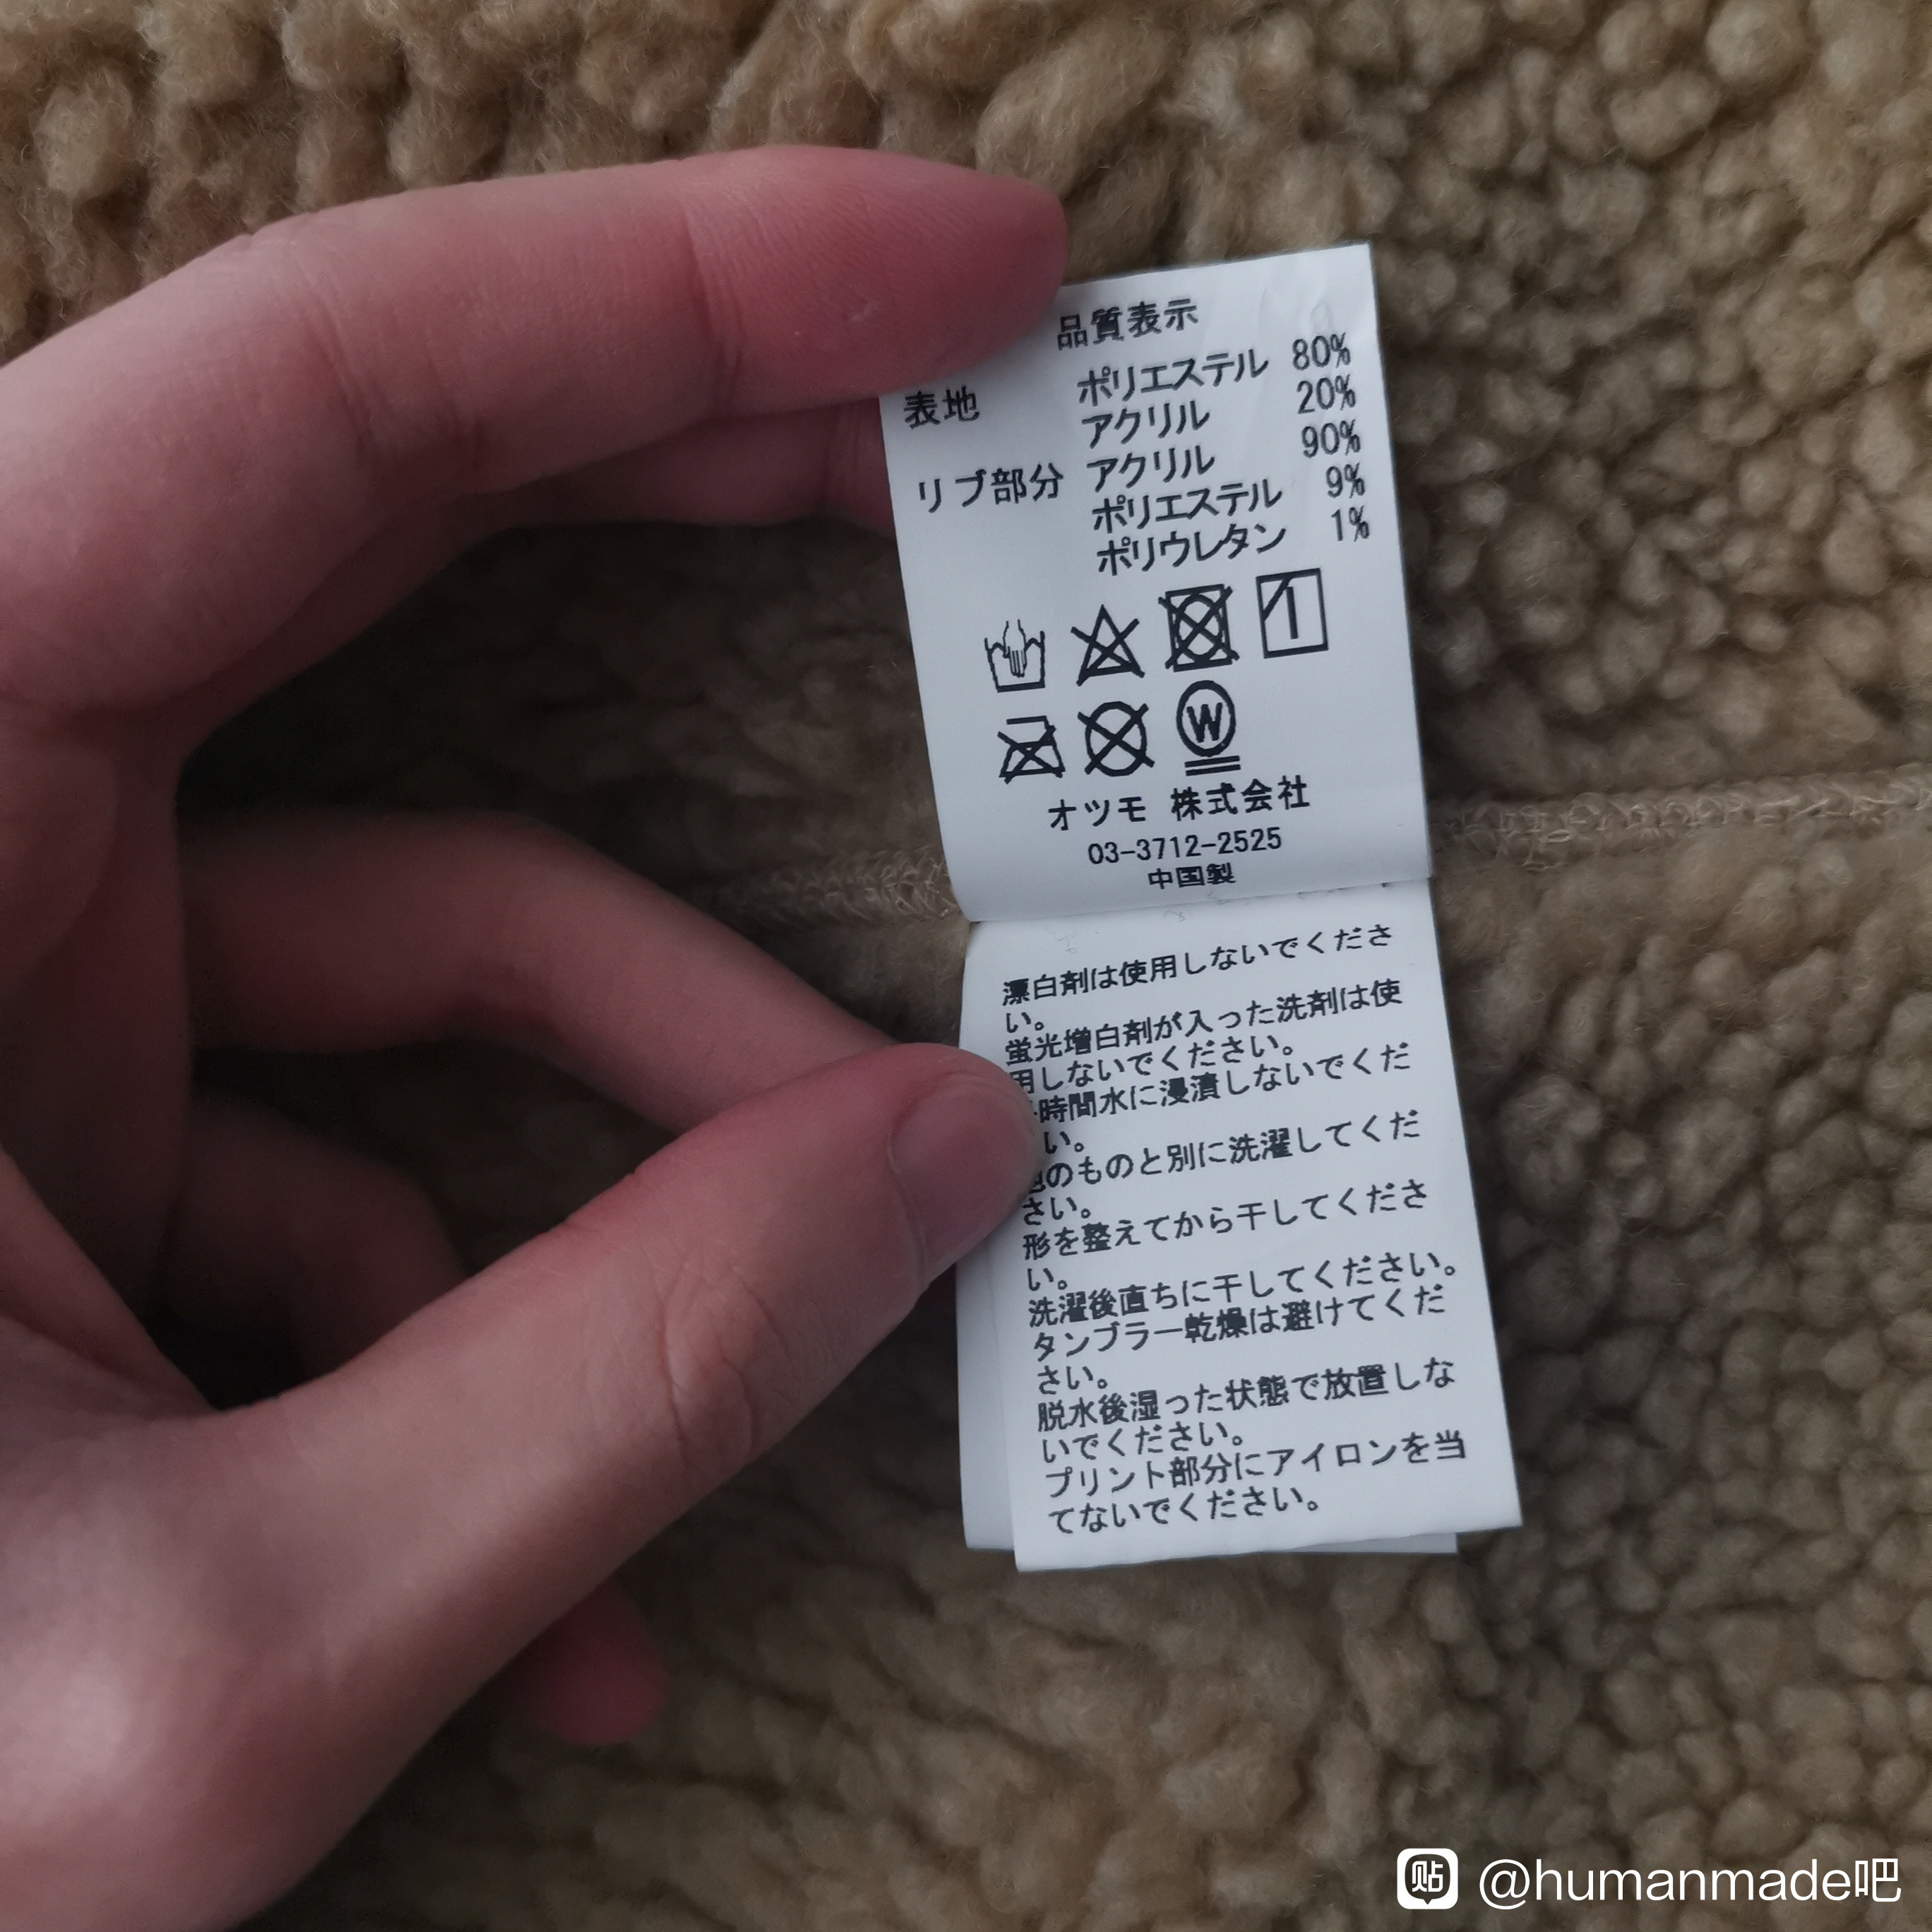 品質表示
表地 ポリエステル 80%
アクリル 20%
リブ部分 アクリル 90%
ポリエステル 9%
ポリウレタン 1%
W
オツモ 株式会社
03-3712-2525
中国製
漂白剤は使用しないでくださ
い。
蛍光増白剤が入った洗剤は使
用しないでください。
時間水に浸漬しないでくだ
い。
のものと別に洗濯してくだ
さい。
形を整えてから干してくださ
い。
洗濯後直ちに干してください。
タンブラー乾燥は避けてくだ
さい。
脱水後湿った状態で放置しな
いでください。
プリント部分にアイロンを当
てないでください。
贴 @humanmade吧